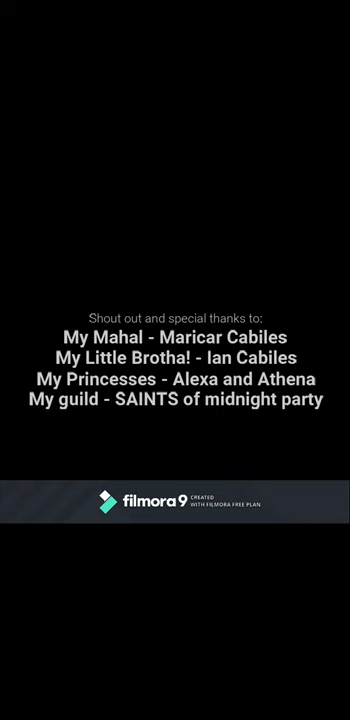 Shout out and special thanks to:
My Mahal - Maricar Cabiles
My Little Brotha! - Ian Cabiles
My Princesses - Alexa and Athena
My guild - SAINTS of midnight party
filmora9 CREATED
WITH FILMORA FREE PLAN